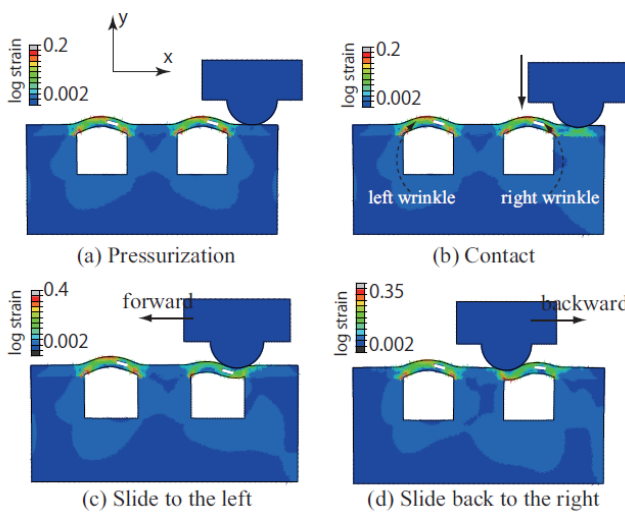 log strain
0.2
0.002
y
x
(a) Pressurization
log strain
0.2
0.002
left wrinkle
right wrinkle
(b) Contact
log strain
0.4
0.002
forward
(c) Slide to the left
log strain
0.35
0.002
backward
(d) Slide back to the right